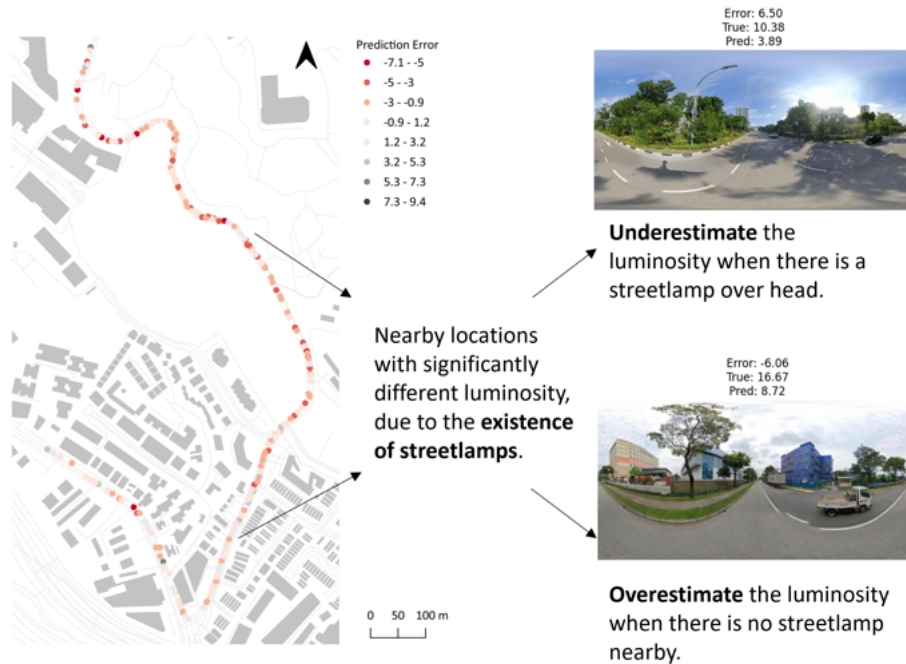 Prediction Error
-7.1 - -5
-5 - -3
-3 - -0.9
-0.9 - 1.2
1.2 - 3.2
3.2 - 5.3
5.3 - 7.3
7.3 - 9.4
0 50 100 m
Nearby locations
with significantly
different luminosity,
due to the existence
of streetlamps.
Error: 6.50
True: 10.38
Pred: 3.89
Underestimate the
luminosity when there is a
streetlamp over head.
Error: -6.06
True: 16.67
Pred: 8.72
Overestimate the luminosity
when there is no streetlamp
nearby.